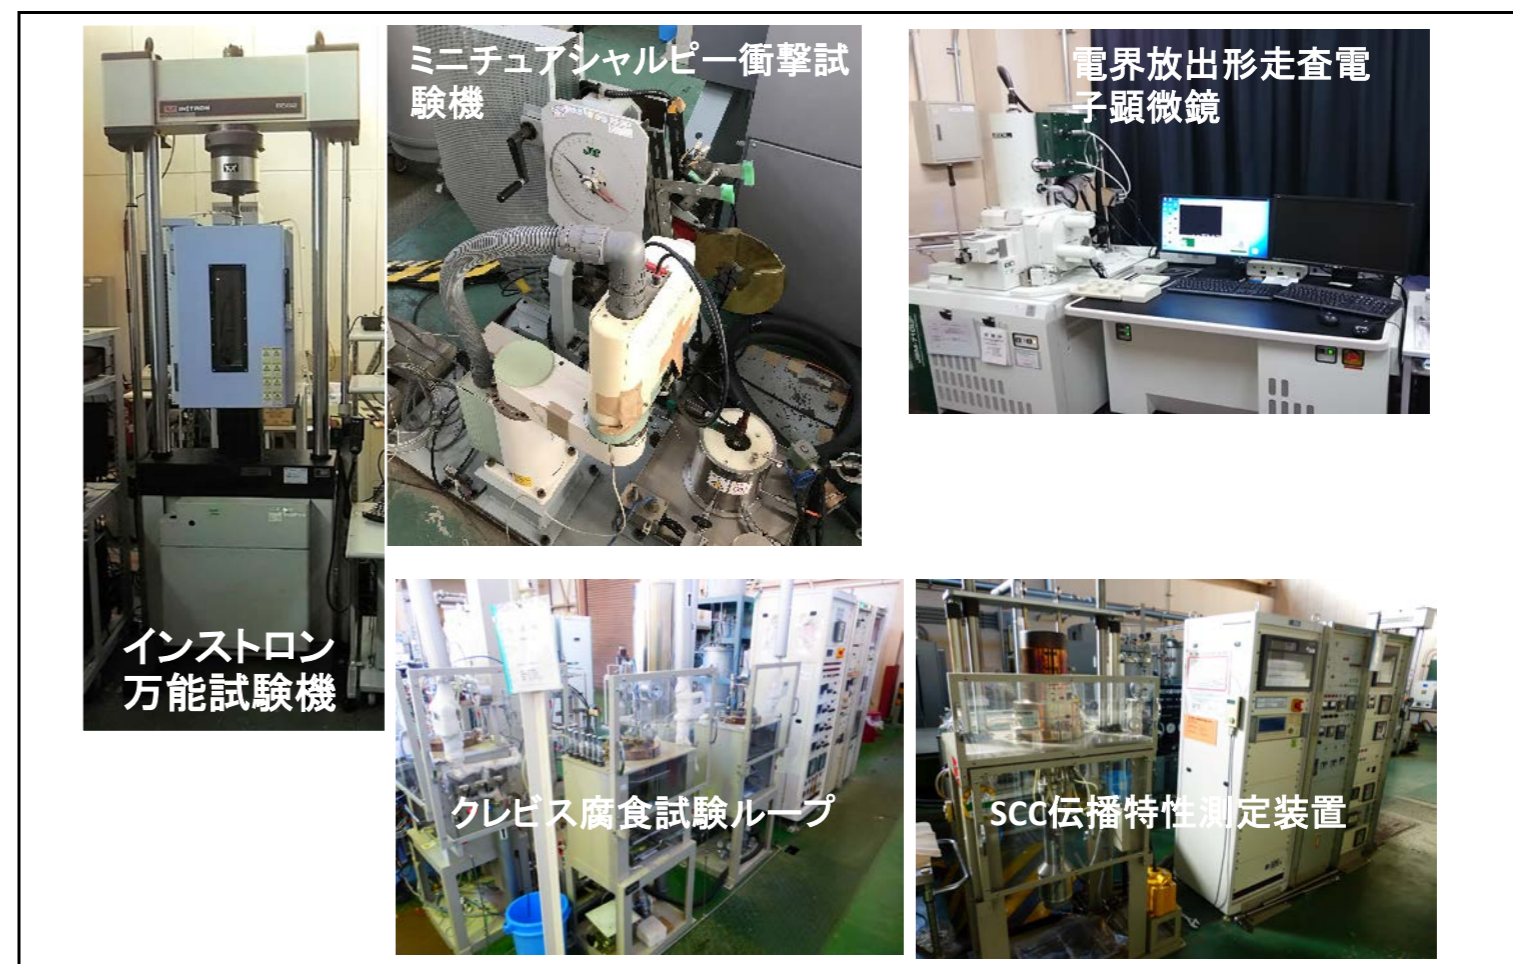 ミニチュアシャルピー衝撃試
験機
電界放出形走査電
子顕微鏡
INSTRON
インストロン
万能試験機
クレビス腐食試験ループ
SCC伝播特性測定装置